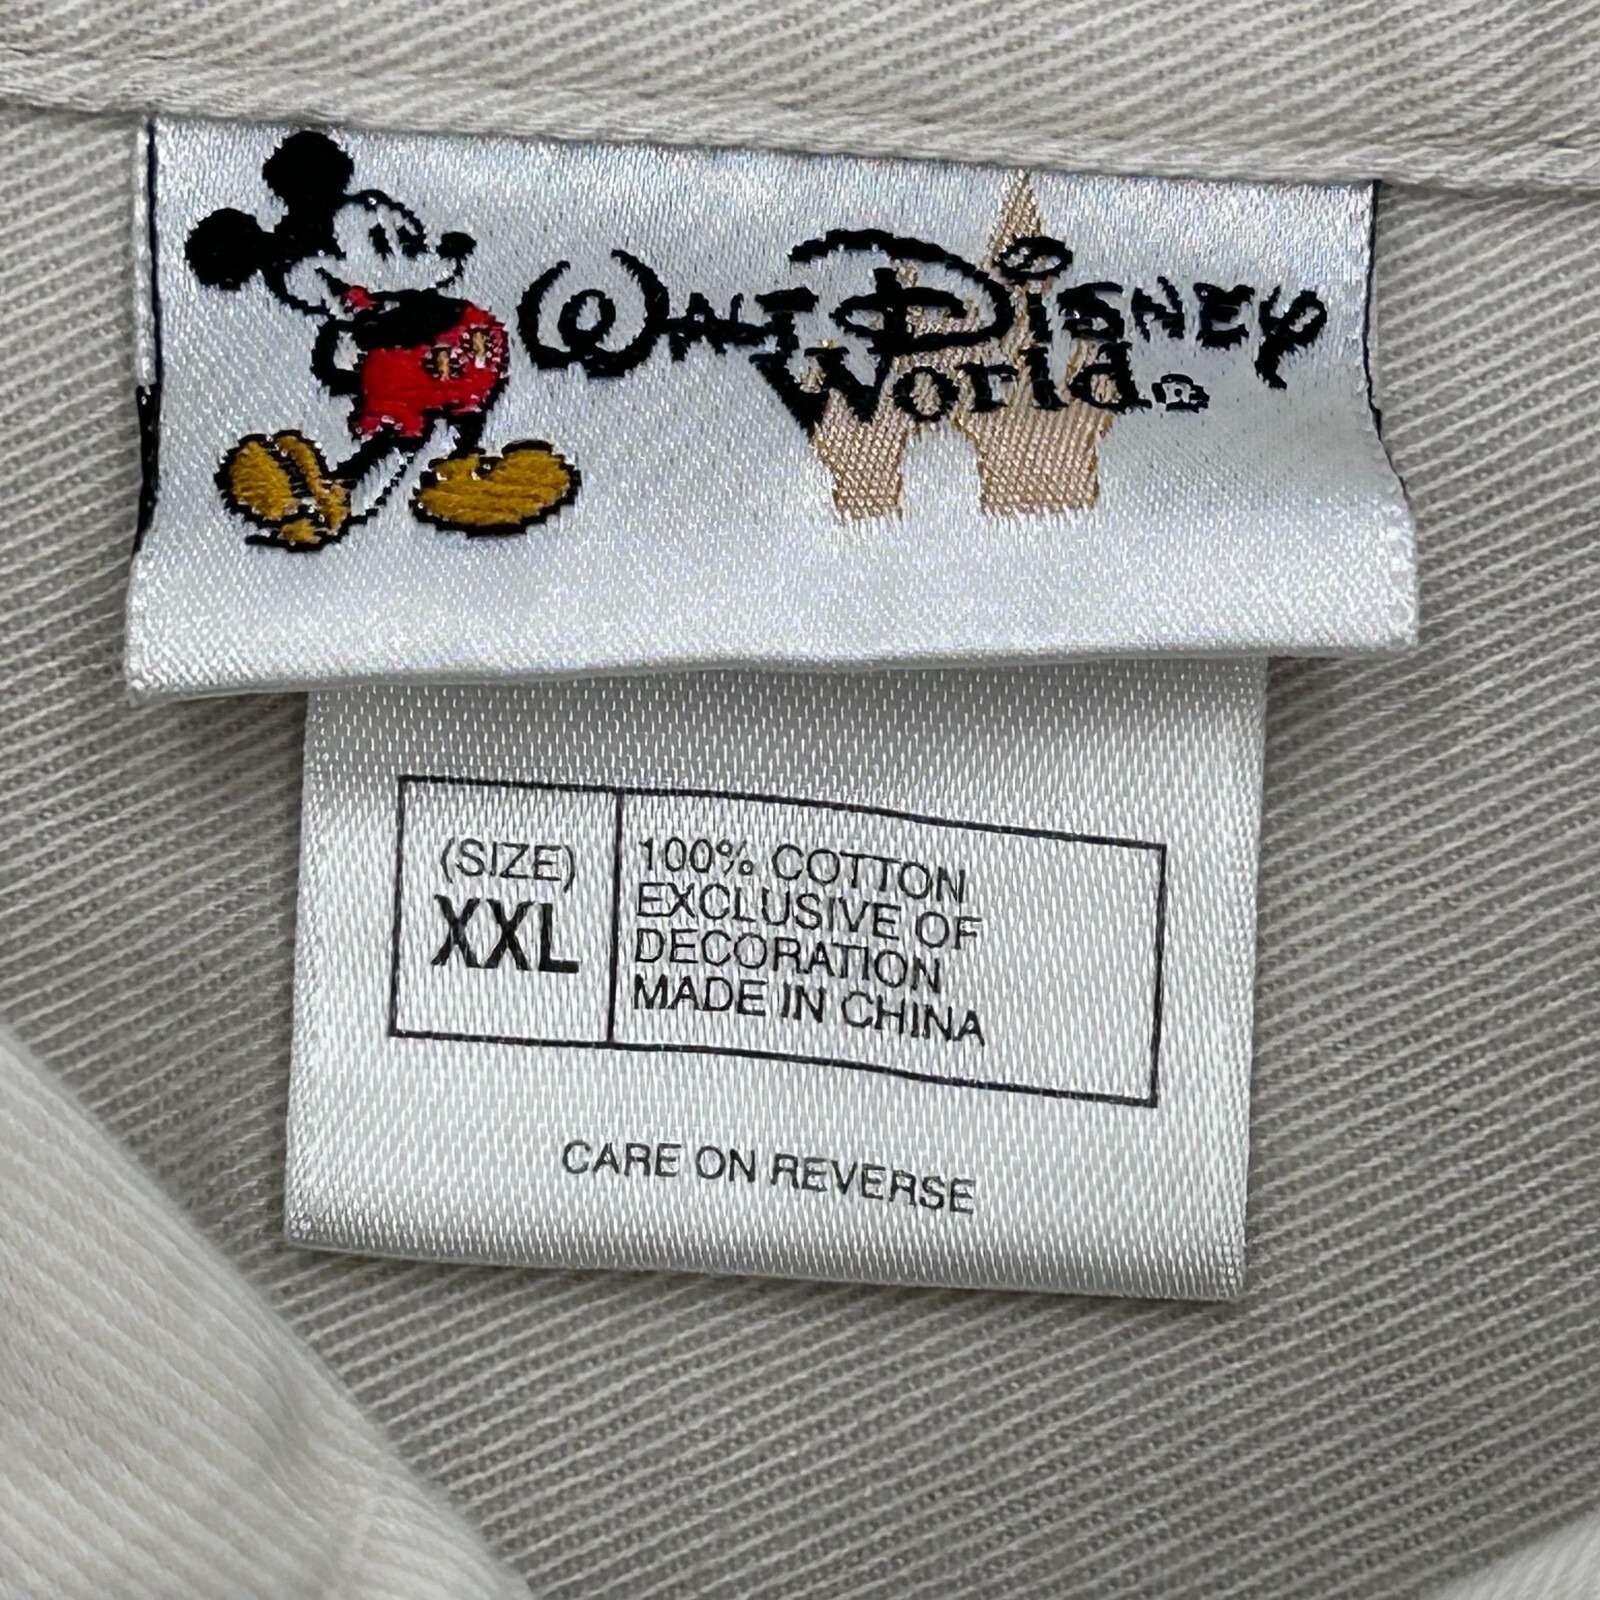 Walt Disney
World®
(SIZE)
XXL
100% COTTON
EXCLUSIVE OF
DECORATION
MADE IN CHINA
CARE ON REVERSE